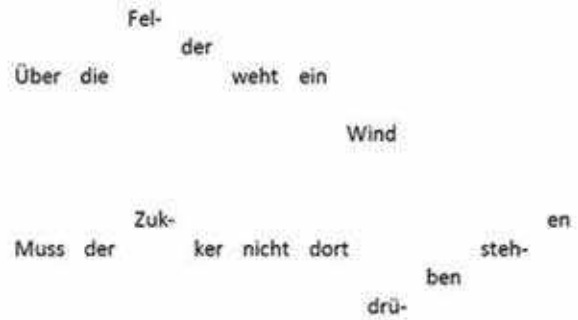 Über die Fel- der weht ein Wind
Muss der Zuk- ker nicht dort drü- ben steh- en